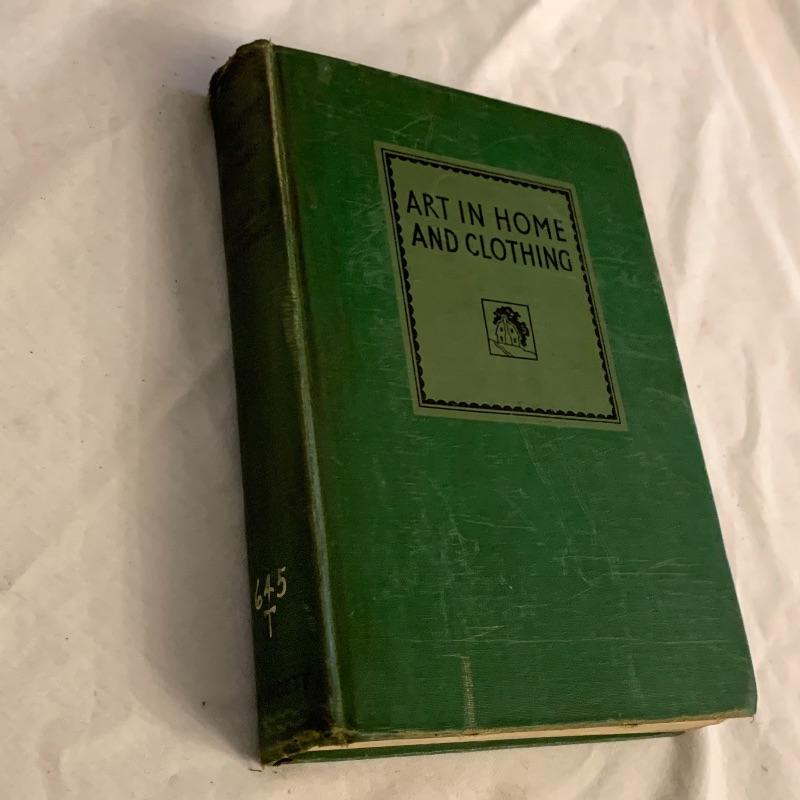 ART IN HOME
AND CLOTHING
645
T